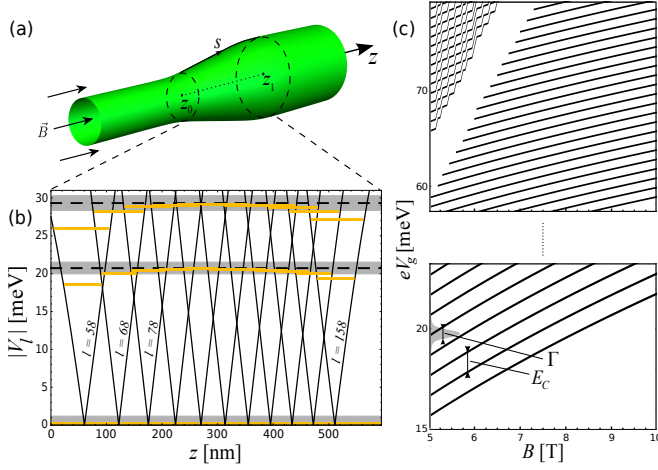 (a)
s
z
z₀
z₁
B⃗
(b)
30
25
20
15
10
5
0
|Vₗ| [meV]
l = 58
l = 68
l = 78
l = 158
0
100
200
300
400
500
z [nm]
(c)
70
60
eVg [meV]
20
15
Γ
E_C
5
6
7
8
9
10
B [T]